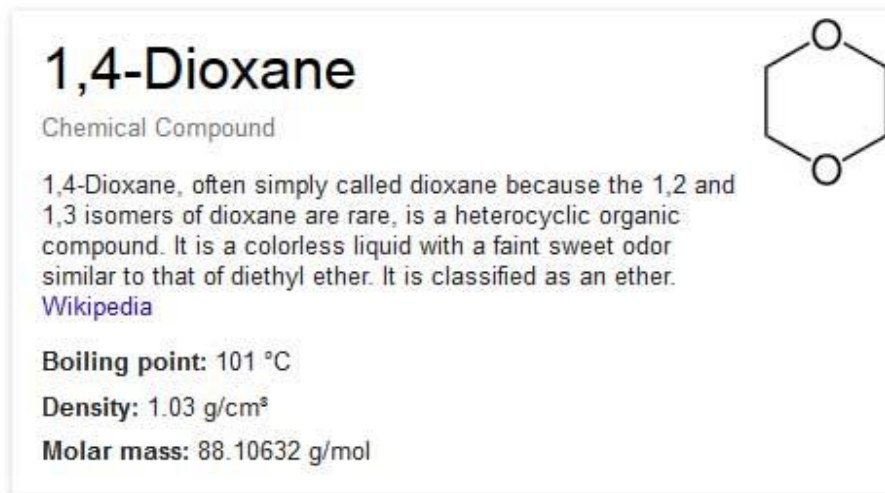 1,4-Dioxane
Chemical Compound
1,4-Dioxane, often simply called dioxane because the 1,2 and
1,3 isomers of dioxane are rare, is a heterocyclic organic
compound. It is a colorless liquid with a faint sweet odor
similar to that of diethyl ether. It is classified as an ether.
Wikipedia
Boiling point: 101 °C
Density: 1.03 g/cm³
Molar mass: 88.10632 g/mol
O
O